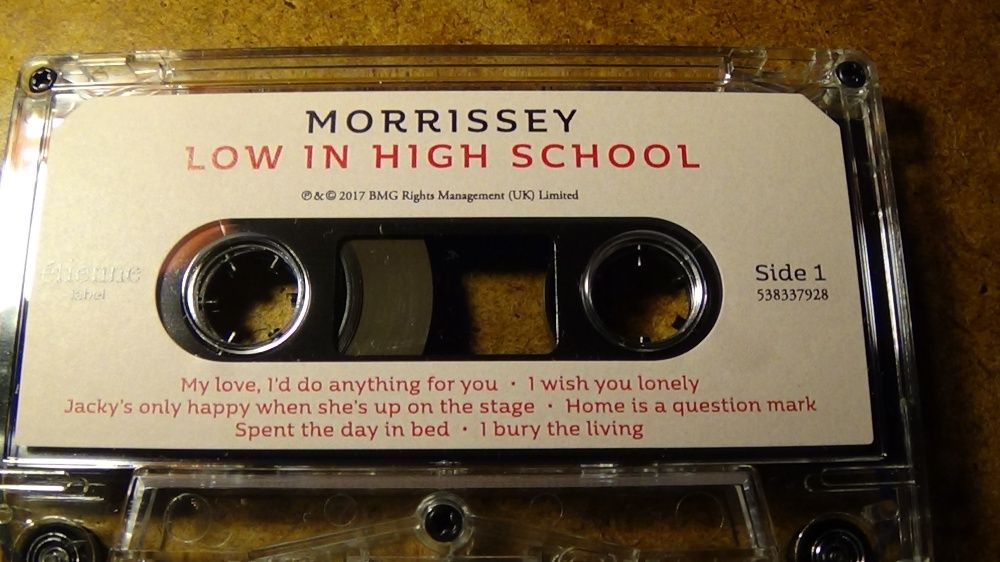 MORRISSEY
LOW IN HIGH SCHOOL
℗ & © 2017 BMG Rights Management (UK) Limited
étienne
label
Side 1
538337928
My love, I'd do anything for you · I wish you lonely
Jacky's only happy when she's up on the stage · Home is a question mark
Spent the day in bed · I bury the living